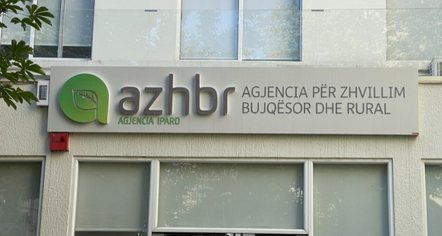 azhbr
AGJENCIA IPARD
AGJENCIA PËR ZHVILLIM
BUJQËSOR DHE RURAL